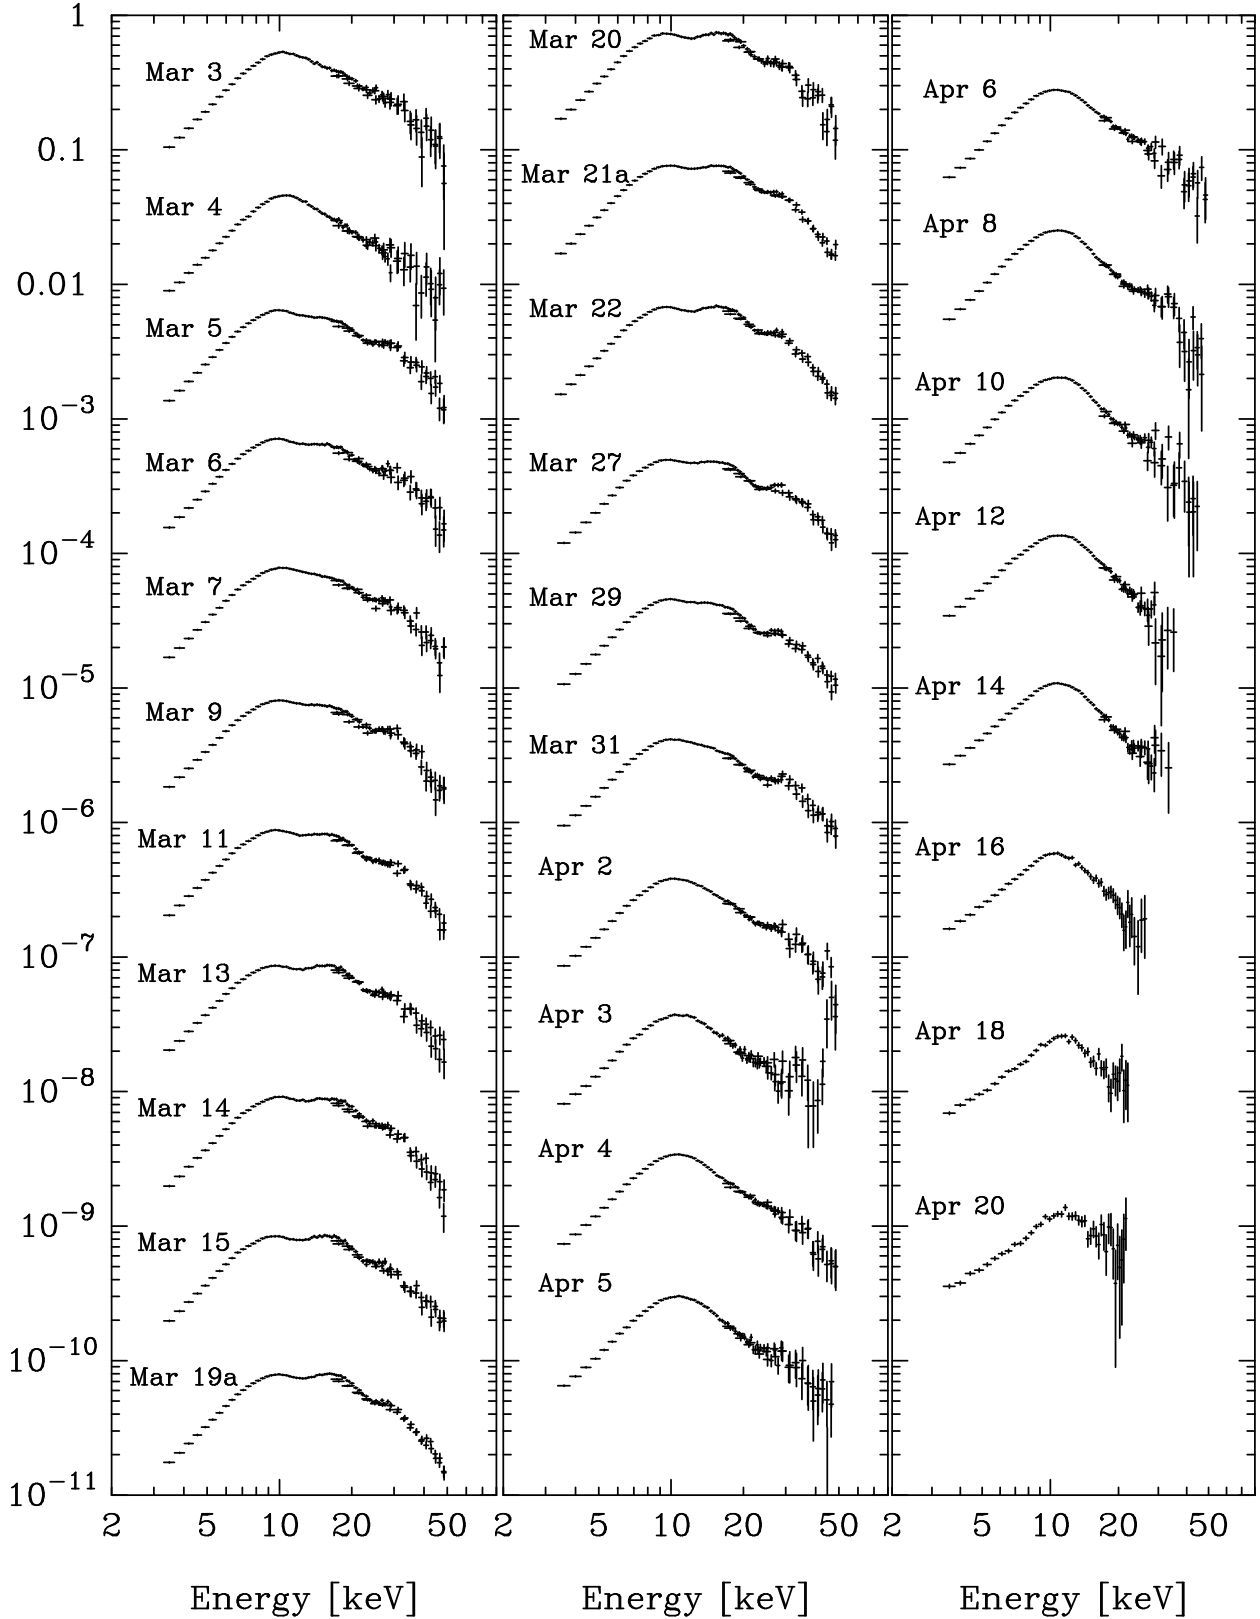 1
0.1
0.01
10−3
10−4
10−5
10−6
10−7
10−8
10−9
10−10
10−11
Mar 3
Mar 4
Mar 5
Mar 6
Mar 7
Mar 9
Mar 11
Mar 13
Mar 14
Mar 15
Mar 19a
2 5 10 20 50
Energy [keV]
Mar 20
Mar 21a
Mar 22
Mar 27
Mar 29
Mar 31
Apr 2
Apr 3
Apr 4
Apr 5
2 5 10 20 50
Energy [keV]
Apr 6
Apr 8
Apr 10
Apr 12
Apr 14
Apr 16
Apr 18
Apr 20
2 5 10 20 50
Energy [keV]